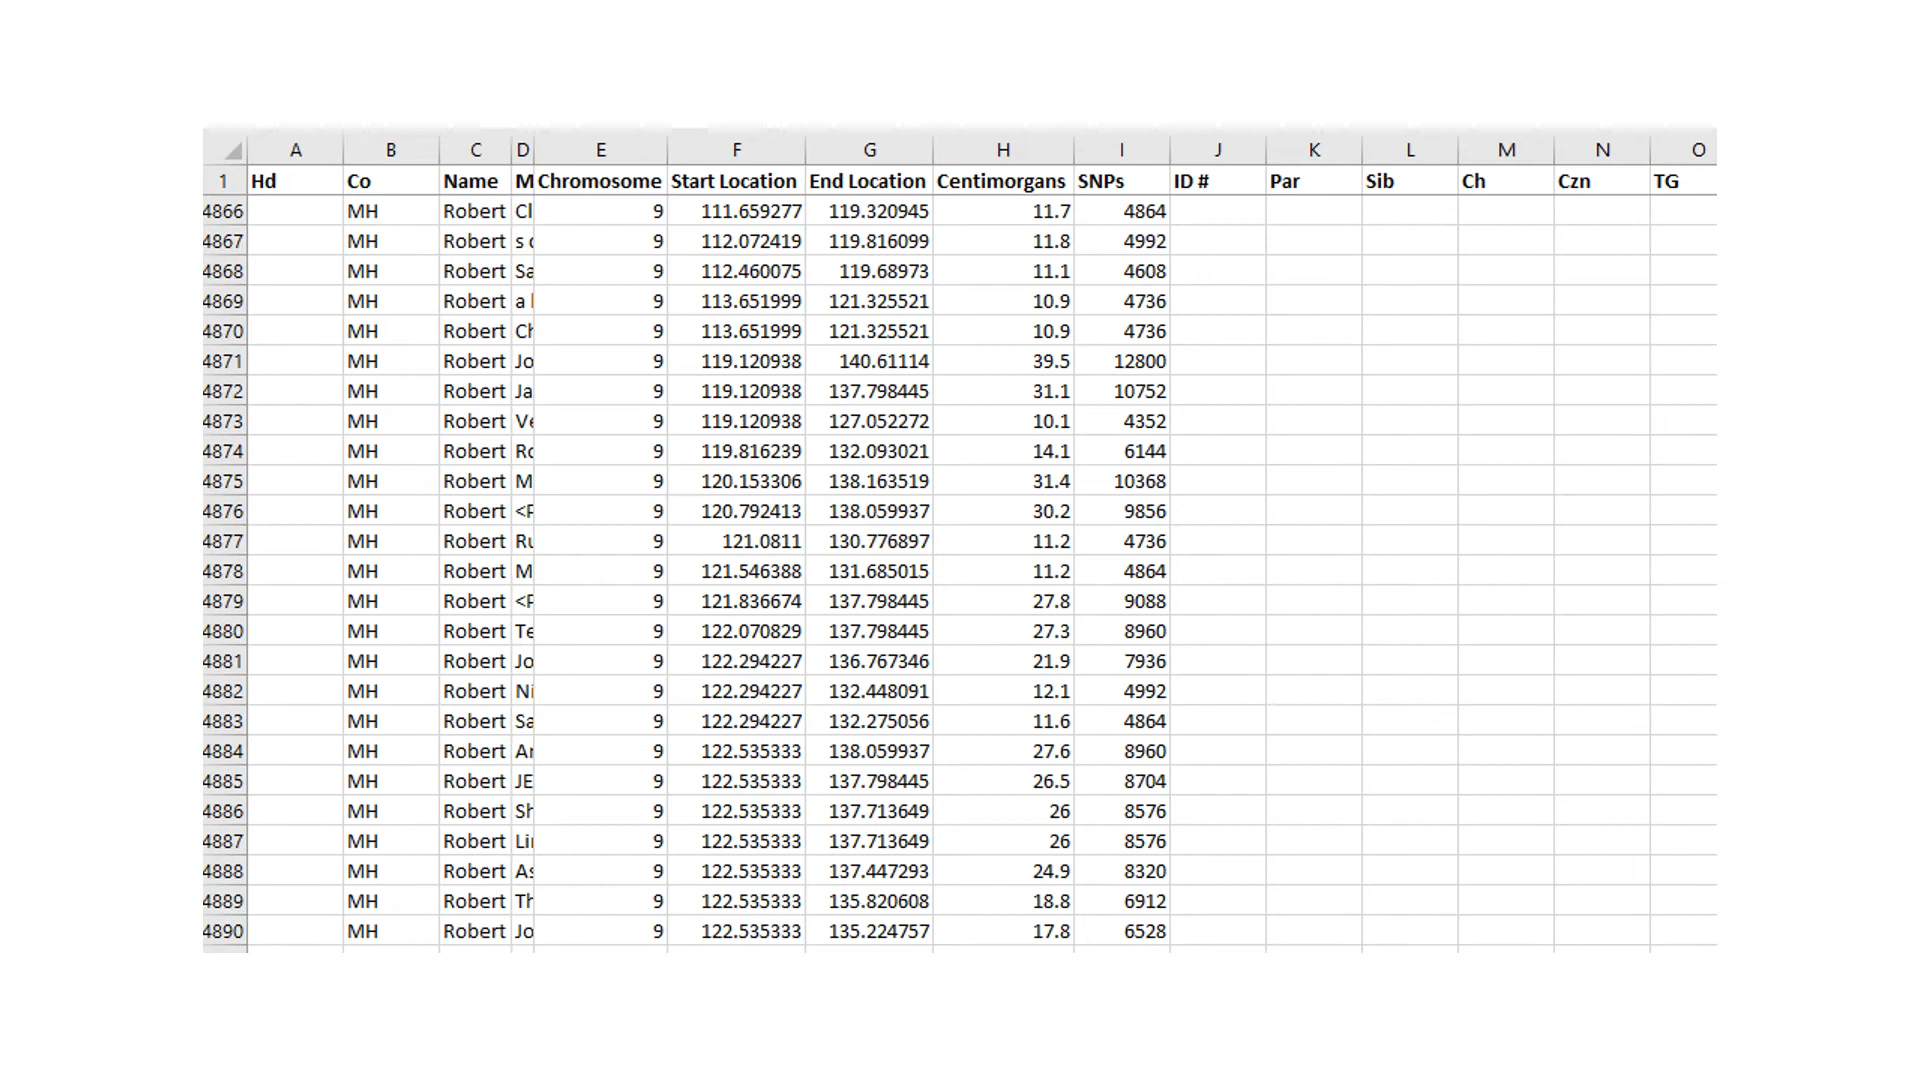 A B C D E F G H I J K L M N O
1 Hd Co Name M Chromosome Start Location End Location Centimorgans SNPs ID # Par Sib Ch Czn TG
4866 MH Robert Cl 9 111.659277 119.320945 11.7 4864
4867 MH Robert s 9 112.072419 119.816099 11.8 4992
4868 MH Robert Sa 9 112.460075 119.68973 11.1 4608
4869 MH Robert a 9 113.651999 121.325521 10.9 4736
4870 MH Robert Ch 9 113.651999 121.325521 10.9 4736
4871 MH Robert Jo 9 119.120938 140.61114 39.5 12800
4872 MH Robert Ja 9 119.120938 137.798445 31.1 10752
4873 MH Robert Ve 9 119.120938 127.052272 10.1 4352
4874 MH Robert Ro 9 119.816239 132.093021 14.1 6144
4875 MH Robert M 9 120.153306 138.163519 31.4 10368
4876 MH Robert <P 9 120.792413 138.059937 30.2 9856
4877 MH Robert Ru 9 121.0811 130.776897 11.2 4736
4878 MH Robert M 9 121.546388 131.685015 11.2 4864
4879 MH Robert <P 9 121.836674 137.798445 27.8 9088
4880 MH Robert Te 9 122.070829 137.798445 27.3 8960
4881 MH Robert Jo 9 122.294227 136.767346 21.9 7936
4882 MH Robert Ni 9 122.294227 132.448091 12.1 4992
4883 MH Robert Sa 9 122.294227 132.275056 11.6 4864
4884 MH Robert Ar 9 122.535333 138.059937 27.6 8960
4885 MH Robert JE 9 122.535333 137.798445 26.5 8704
4886 MH Robert Sh 9 122.535333 137.713649 26 8576
4887 MH Robert Li 9 122.535333 137.713649 26 8576
4888 MH Robert As 9 122.535333 137.447293 24.9 8320
4889 MH Robert Th 9 122.535333 135.820608 18.8 6912
4890 MH Robert Jo 9 122.535333 135.224757 17.8 6528